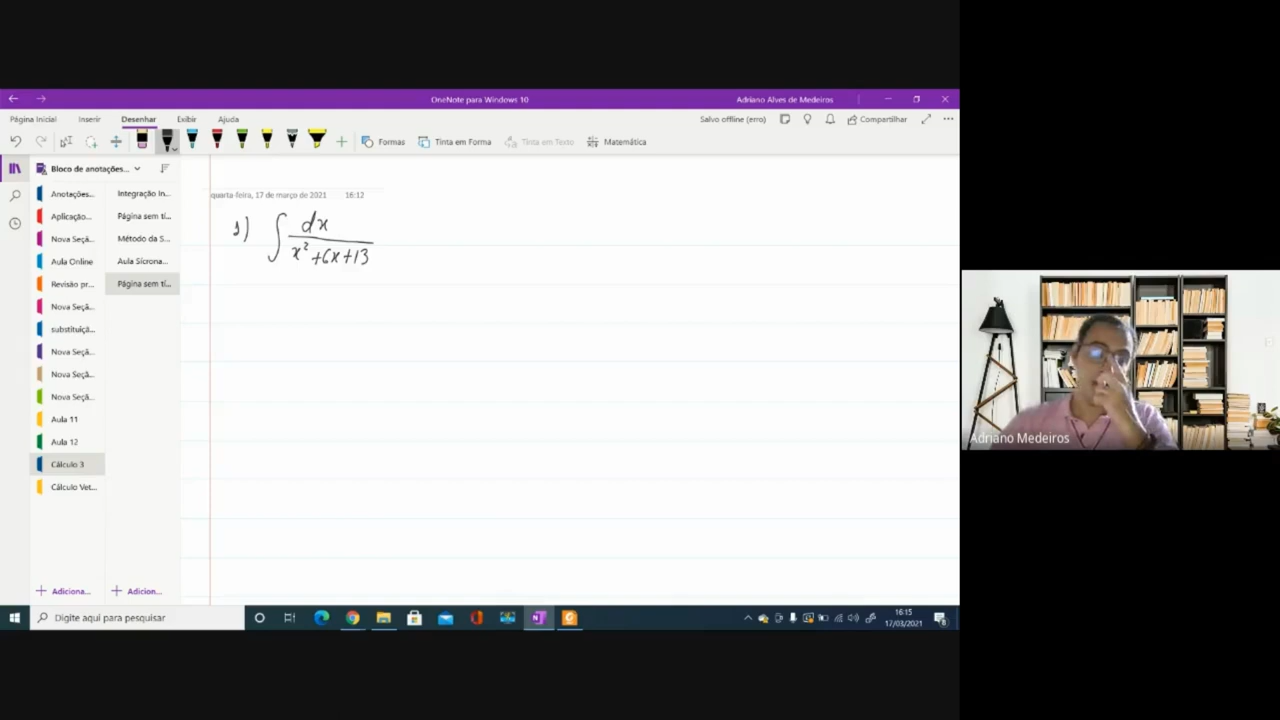 OneNote para Windows 10
Adriano Alves de Medeiros
Página Inicial
Inserir
Desenhar
Exibir
Ajuda
Salvo offline (erro)
Compartilhar
Formas
Tinta em Forma
Tinta em Texto
Matemática
Bloco de anotações...
Anotações...
Aplicação...
Nova Seçã...
Aula Online
Revisão pr...
Nova Seçã...
substituiçã...
Nova Seçã...
Nova Seçã...
Nova Seçã...
Aula 11
Aula 12
Cálculo 3
Cálculo Vet...
Adiciona...
Integração In...
Página sem tí...
Método da S...
Aula Síncrona...
Página sem tí...
Adicion...
quarta-feira, 17 de março de 2021 16:12
1) ∫ dx
x² + 6x + 13
Adriano Medeiros
Digite aqui para pesquisar
16:15
17/03/2021